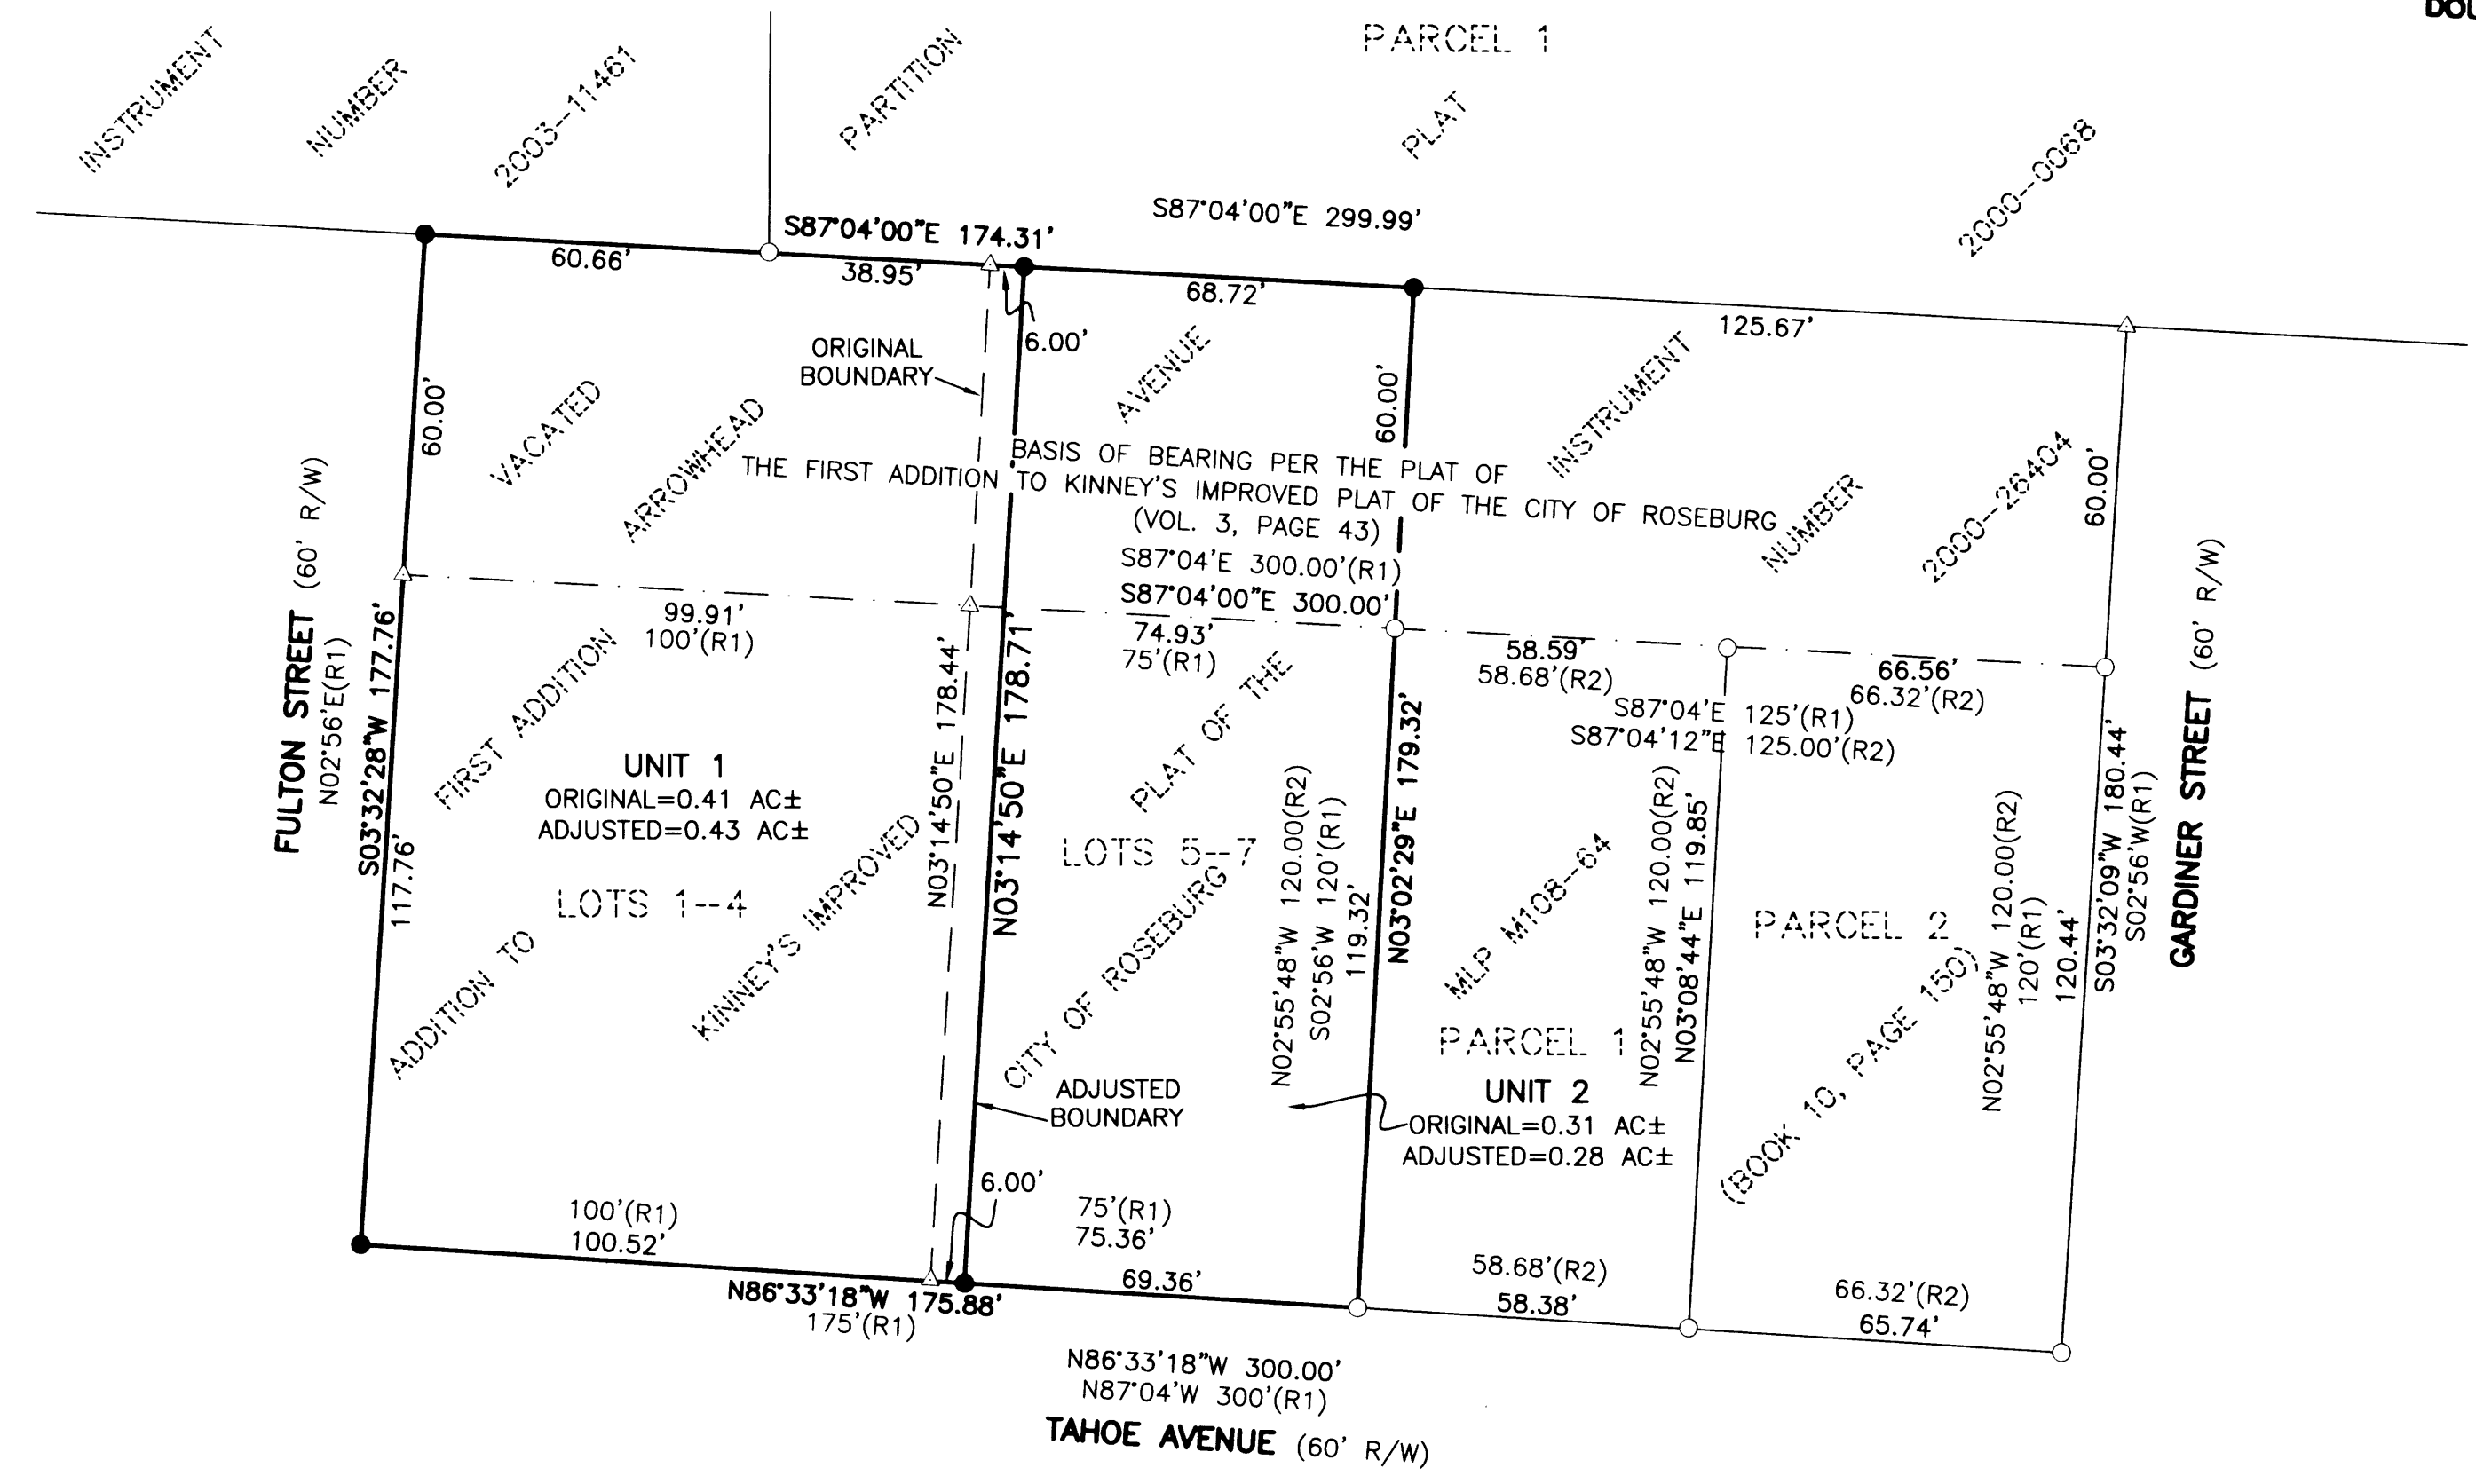 DOU
PARCEL 1
INSTRUMENT
NUMBER
2003--11461
PARTITION
PLAT
2000--0068
S87°04'00"E 299.99'
S87°04'00"E 174.31'
60.66'
38.95'
68.72'
125.67'
6.00'
ORIGINAL
BOUNDARY
60.00'
60.00'
60.00'
VACATED
ARROWHEAD
AVENUE
INSTRUMENT
NUMBER
2000--26404
BASIS OF BEARING PER THE PLAT OF
THE FIRST ADDITION TO KINNEY'S IMPROVED PLAT OF THE CITY OF ROSEBURG
(VOL. 3, PAGE 43)
S87°04'E 300.00'(R1)
S87°04'00"E 300.00'
99.91'
100'(R1)
74.93'
75'(R1)
58.59'
58.68'(R2)
66.56'
66.32'(R2)
S87°04'E 125'(R1)
S87°04'12"E 125.00'(R2)
FULTON STREET (60' R/W)
N02°56'E(R1)
S03°32'28"W 177.76'
117.76'
FIRST ADDITION
UNIT 1
ORIGINAL=0.41 AC±
ADJUSTED=0.43 AC±
LOTS 1--4
ADDITION TO
KINNEY'S IMPROVED
N03°14'50"E 178.44'
N03°14'50"E 178.71'
PLAT OF THE
LOTS 5--7
CITY OF ROSEBURG
N02°55'48"W 120.00(R2)
S02°56'W 120'(R1)
119.32'
N03°02'29"E 179.32'
MLP M108--64
PARCEL 1
UNIT 2
ORIGINAL=0.31 AC±
ADJUSTED=0.28 AC±
N02°55'48"W 120.00(R2)
N03°08'44"E 119.85'
PARCEL 2
(BOOK 10, PAGE 150)
N02°55'48"W 120.00(R2)
120'(R1)
120.44'
S03°32'09"W 180.44'
S02°56'W(R1)
GARDINER STREET (60' R/W)
ADJUSTED
BOUNDARY
6.00'
100'(R1)
100.52'
75'(R1)
75.36'
69.36'
58.68'(R2)
58.38'
66.32'(R2)
65.74'
N86°33'18"W 175.88'
175'(R1)
N86°33'18"W 300.00'
N87°04'W 300'(R1)
TAHOE AVENUE (60' R/W)